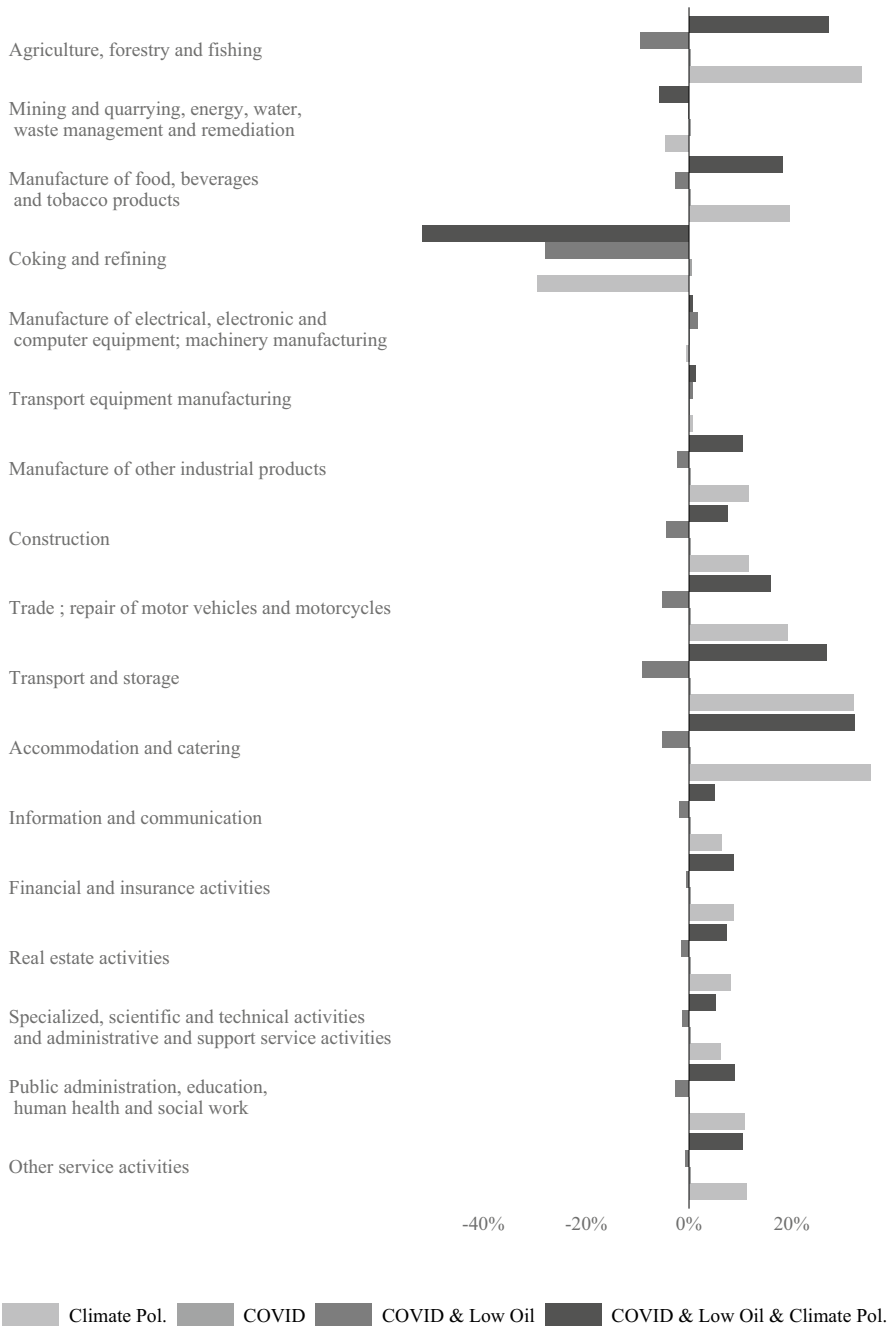 Agriculture, forestry and fishing
Mining and quarrying, energy, water,
waste management and remediation
Manufacture of food, beverages
and tobacco products
Coking and refining
Manufacture of electrical, electronic and
computer equipment; machinery manufacturing
Transport equipment manufacturing
Manufacture of other industrial products
Construction
Trade ; repair of motor vehicles and motorcycles
Transport and storage
Accommodation and catering
Information and communication
Financial and insurance activities
Real estate activities
Specialized, scientific and technical activities
and administrative and support service activities
Public administration, education,
human health and social work
Other service activities
-40% -20% 0% 20%
Climate Pol. COVID COVID & Low Oil COVID & Low Oil & Climate Pol.